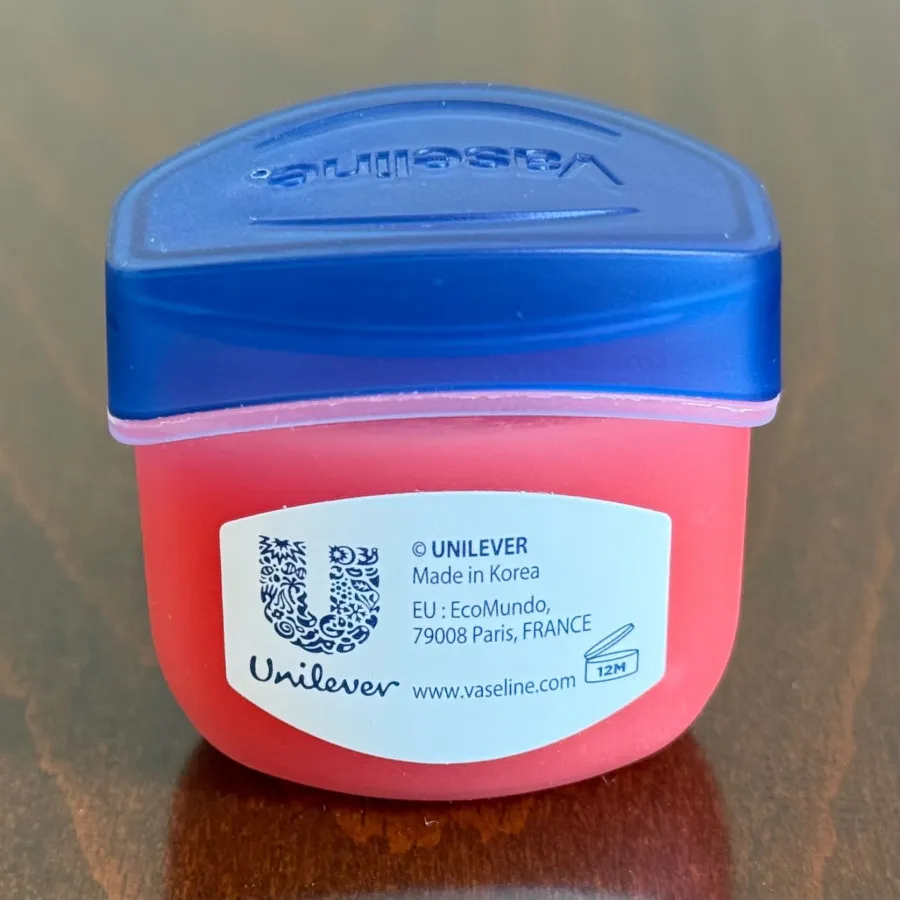 Vaseline®
© UNILEVER
Made in Korea
EU : EcoMundo,
79008 Paris, FRANCE
www.vaseline.com
12M
U
Unilever